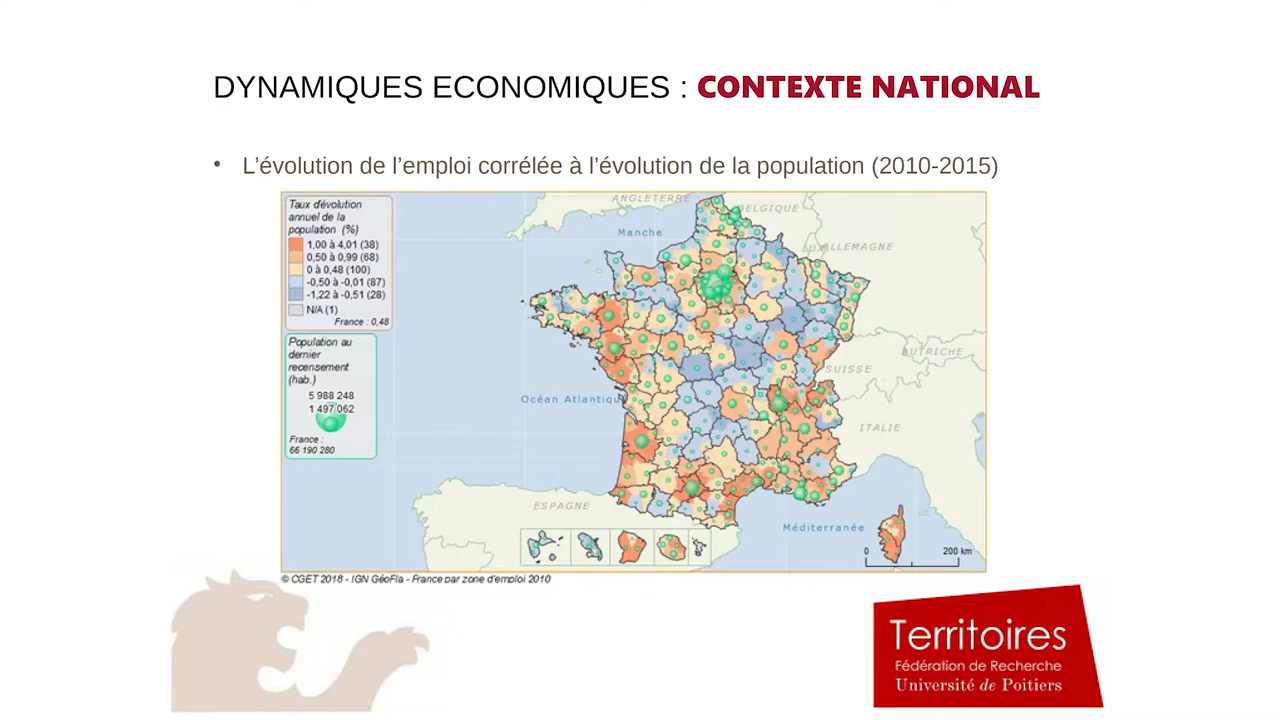 DYNAMIQUES ECONOMIQUES : CONTEXTE NATIONAL
• L’évolution de l’emploi corrélée à l’évolution de la population (2010-2015)
Taux d'évolution
annuel de la
population (%)
1,00 à 4,01 (38)
0,50 à 0,99 (68)
0 à 0,48 (100)
-0,50 à -0,01 (87)
-1,22 à -0,51 (28)
N/A (1)
France : 0,48
Population au
dernier
recensement
(hab.)
5 988 248
1 497 062
France :
66 190 280
ANGLETERRE
BELGIQUE
Manche
ALLEMAGNE
AUTRICHE
SUISSE
Océan Atlantique
ITALIE
ESPAGNE
Méditerranée
0 200 km
© CGET 2018 - IGN GéoFla - France par zone d'emploi 2010
Territoires
Fédération de Recherche
Université de Poitiers